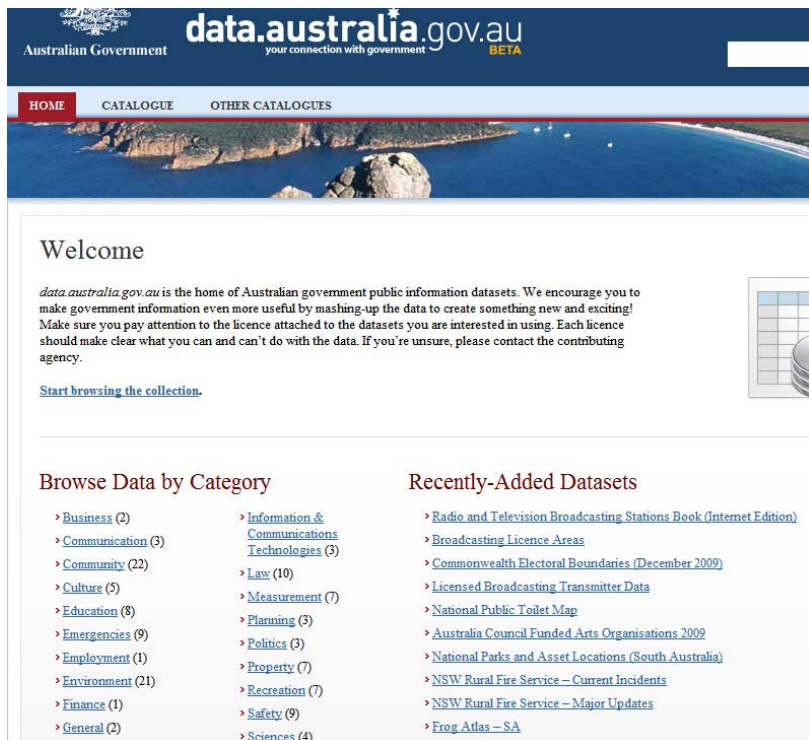 Australian Government
data.australia.gov.au
your connection with government
BETA
HOME
CATALOGUE
OTHER CATALOGUES
Welcome
data.australia.gov.au is the home of Australian government public information datasets. We encourage you to
make government information even more useful by mashing-up the data to create something new and exciting!
Make sure you pay attention to the licence attached to the datasets you are interested in using. Each licence
should make clear what you can and can't do with the data. If you're unsure, please contact the contributing
agency.
Start browsing the collection.
Browse Data by Category
Business (2)
Communication (3)
Community (22)
Culture (5)
Education (8)
Emergencies (9)
Employment (1)
Environment (21)
Finance (1)
General (2)
Information &
Communications
Technologies (3)
Law (10)
Measurement (7)
Planning (3)
Politics (3)
Property (7)
Recreation (7)
Safety (9)
Sciences (4)
Recently-Added Datasets
Radio and Television Broadcasting Stations Book (Internet Edition)
Broadcasting Licence Areas
Commonwealth Electoral Boundaries (December 2009)
Licensed Broadcasting Transmitter Data
National Public Toilet Map
Australia Council Funded Arts Organisations 2009
National Parks and Asset Locations (South Australia)
NSW Rural Fire Service – Current Incidents
NSW Rural Fire Service – Major Updates
Frog Atlas – SA